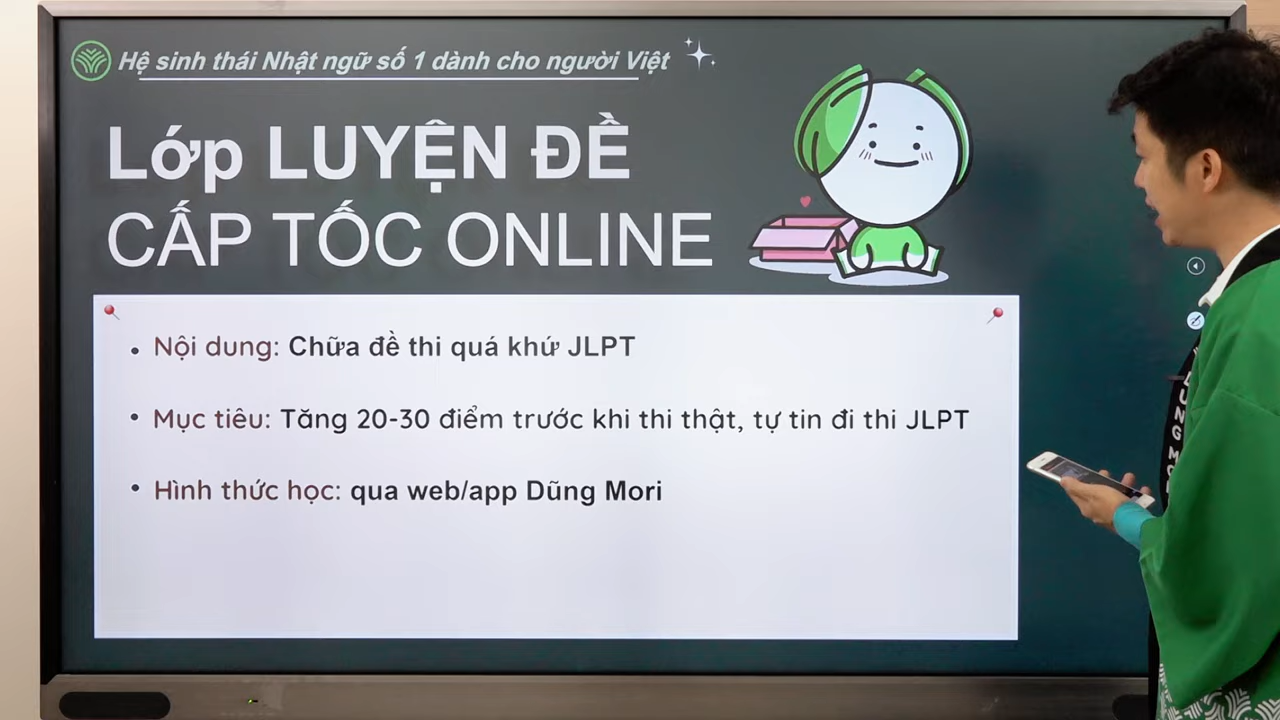 Hệ sinh thái Nhật ngữ số 1 dành cho người Việt
Lớp LUYỆN ĐỀ
CẤP TỐC ONLINE
• Nội dung: Chữa đề thi quá khứ JLPT
• Mục tiêu: Tăng 20-30 điểm trước khi thi thật, tự tin đi thi JLPT
• Hình thức học: qua web/app Dũng Mori